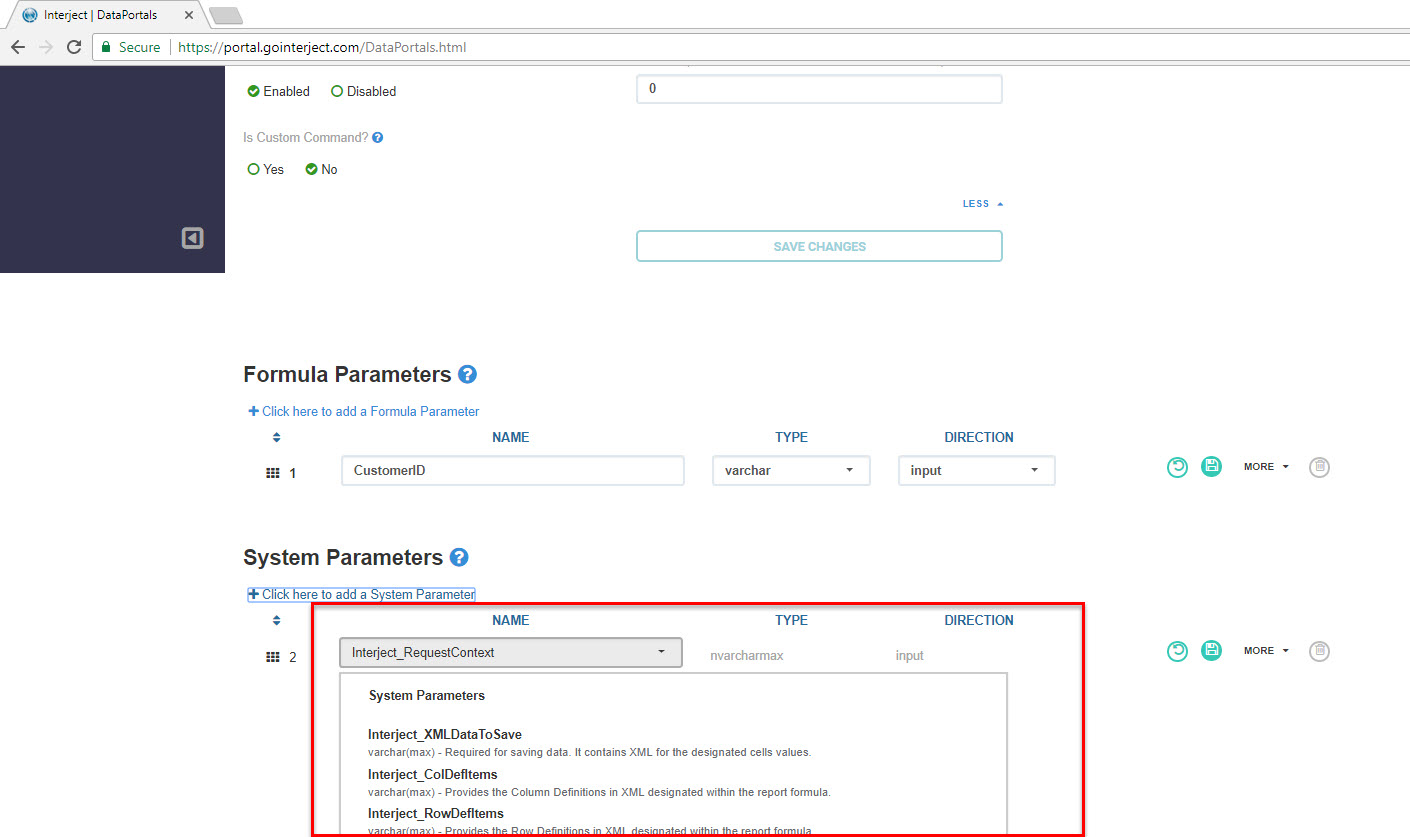 Interject | DataPortals
Secure https://portal.gointerject.com/DataPortals.html
Enabled Disabled 0
Is Custom Command?
Yes No
LESS
SAVE CHANGES
Formula Parameters
Click here to add a Formula Parameter
NAME TYPE DIRECTION
1 CustomerID varchar input MORE
System Parameters
Click here to add a System Parameter
NAME TYPE DIRECTION
2 Interject_RequestContext nvarcharmax input MORE
System Parameters
Interject_XMLDataToSave
varchar(max) - Required for saving data. It contains XML for the designated cells values.
Interject_ColDefItems
varchar(max) - Provides the Column Definitions in XML designated within the report formula.
Interject_RowDefItems
varchar(max) - Provides the Row Definitions in XML designated within the report formula